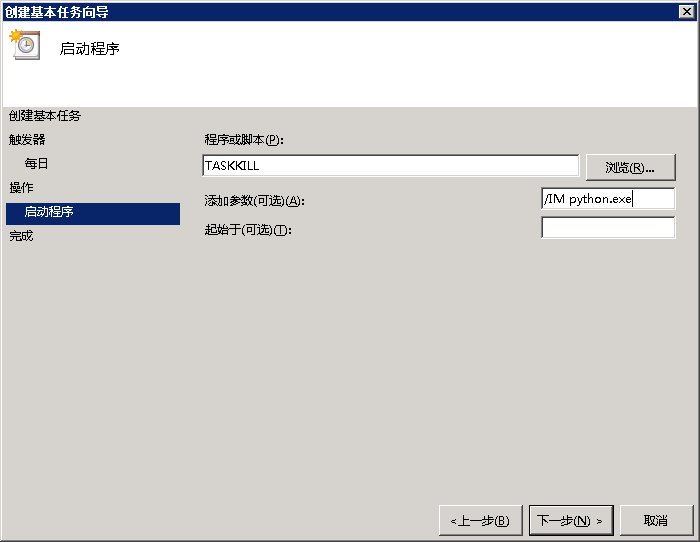 创建基本任务向导
启动程序
创建基本任务
触发器
每日
操作
启动程序
完成
程序或脚本(P):
TASKKILL
浏览(R)...
添加参数(可选)(A):
/IM python.exe
起始于(可选)(T):
<上一步(B)
下一步(N) >
取消